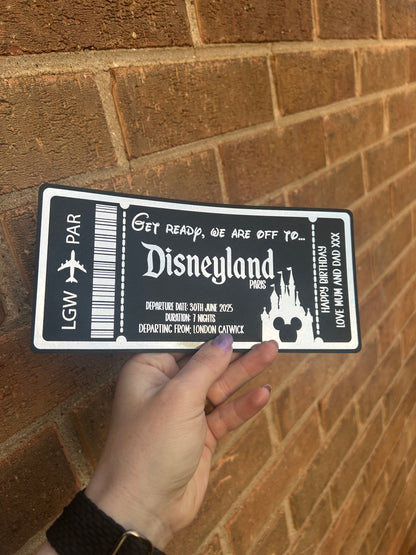 LGW PAR
GET READY, WE ARE OFF TO...
Disneyland
PARIS
DEPARTURE DATE: 30TH JUNE 2025
DURATION: 7 NIGHTS
DEPARTING FROM: LONDON GATWICK
HAPPY BIRTHDAY
LOVE MUM AND DAD XXX